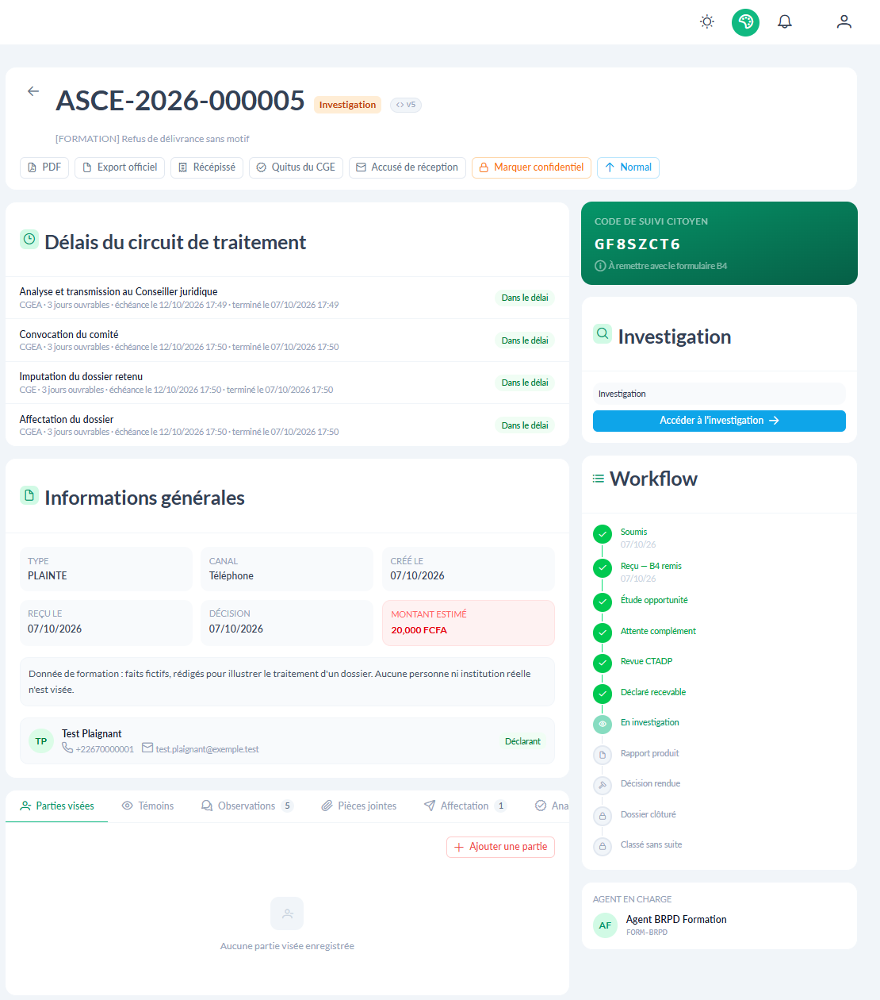 ASCE-2026-000005 Investigation <> v5
[FORMATION] Refus de délivrance sans motif
PDF Export officiel Récépissé Quitus du CGE Accusé de réception Marquer confidentiel Normal
Délais du circuit de traitement
Analyse et transmission au Conseiller juridique
CGEA · 3 jours ouvrables · échéance le 12/10/2026 17:49 · terminé le 07/10/2026 17:49
Dans le délai
Convocation du comité
CGEA · 3 jours ouvrables · échéance le 12/10/2026 17:50 · terminé le 07/10/2026 17:50
Dans le délai
Imputation du dossier retenu
CGE · 3 jours ouvrables · échéance le 12/10/2026 17:50 · terminé le 07/10/2026 17:50
Dans le délai
Affectation du dossier
CGEA · 3 jours ouvrables · échéance le 12/10/2026 17:50 · terminé le 07/10/2026 17:50
Dans le délai
Informations générales
TYPE
PLAINTE
CANAL
Téléphone
CRÉÉ LE
07/10/2026
REÇU LE
07/10/2026
DÉCISION
07/10/2026
MONTANT ESTIMÉ
20,000 FCFA
Donnée de formation : faits fictifs, rédigés pour illustrer le traitement d'un dossier. Aucune personne ni institution réelle
n'est visée.
TP
Test Plaignant
+22670000001 test.plaignant@exemple.test
Déclarant
Parties visées Témoins Observations 5 Pièces jointes Affectation 1 Ana
Ajouter une partie
Aucune partie visée enregistrée
CODE DE SUIVI CITOYEN
GF8SZCT6
À remettre avec le formulaire B4
Investigation
Investigation
Accéder à l'investigation →
Workflow
Soumis
07/10/26
Reçu — B4 remis
07/10/26
Étude opportunité
Attente complément
Revue CTADP
Déclaré recevable
En investigation
Rapport produit
Décision rendue
Dossier clôturé
Classé sans suite
AGENT EN CHARGE
AF
Agent BRPD Formation
FORM-BRPD